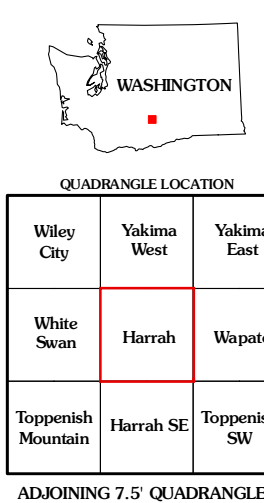 WASHINGTON
QUADRANGLE LOCATION
Wiley
City
Yakima
West
Yakima
East
White
Swan
Harrah
Wapato
Toppenish
Mountain
Harrah SE
Toppenish
SW
ADJOINING 7.5' QUADRANGLE